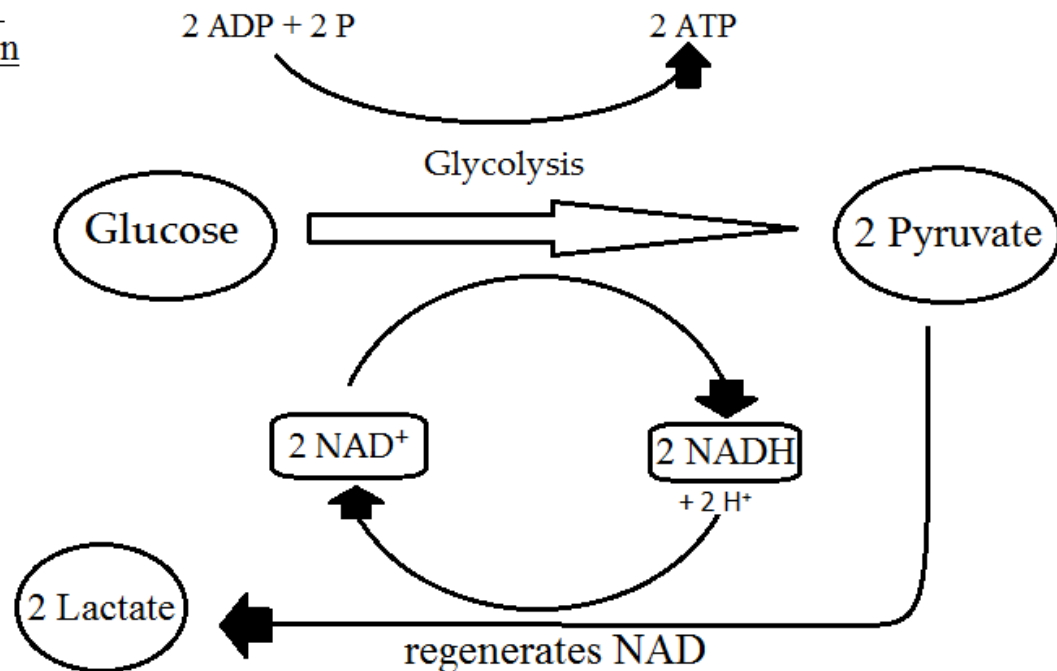 n
2 ADP + 2 P
2 ATP
Glycolysis
Glucose
2 Pyruvate
2 NAD⁺
2 NADH
+ 2 H⁺
2 Lactate
regenerates NAD